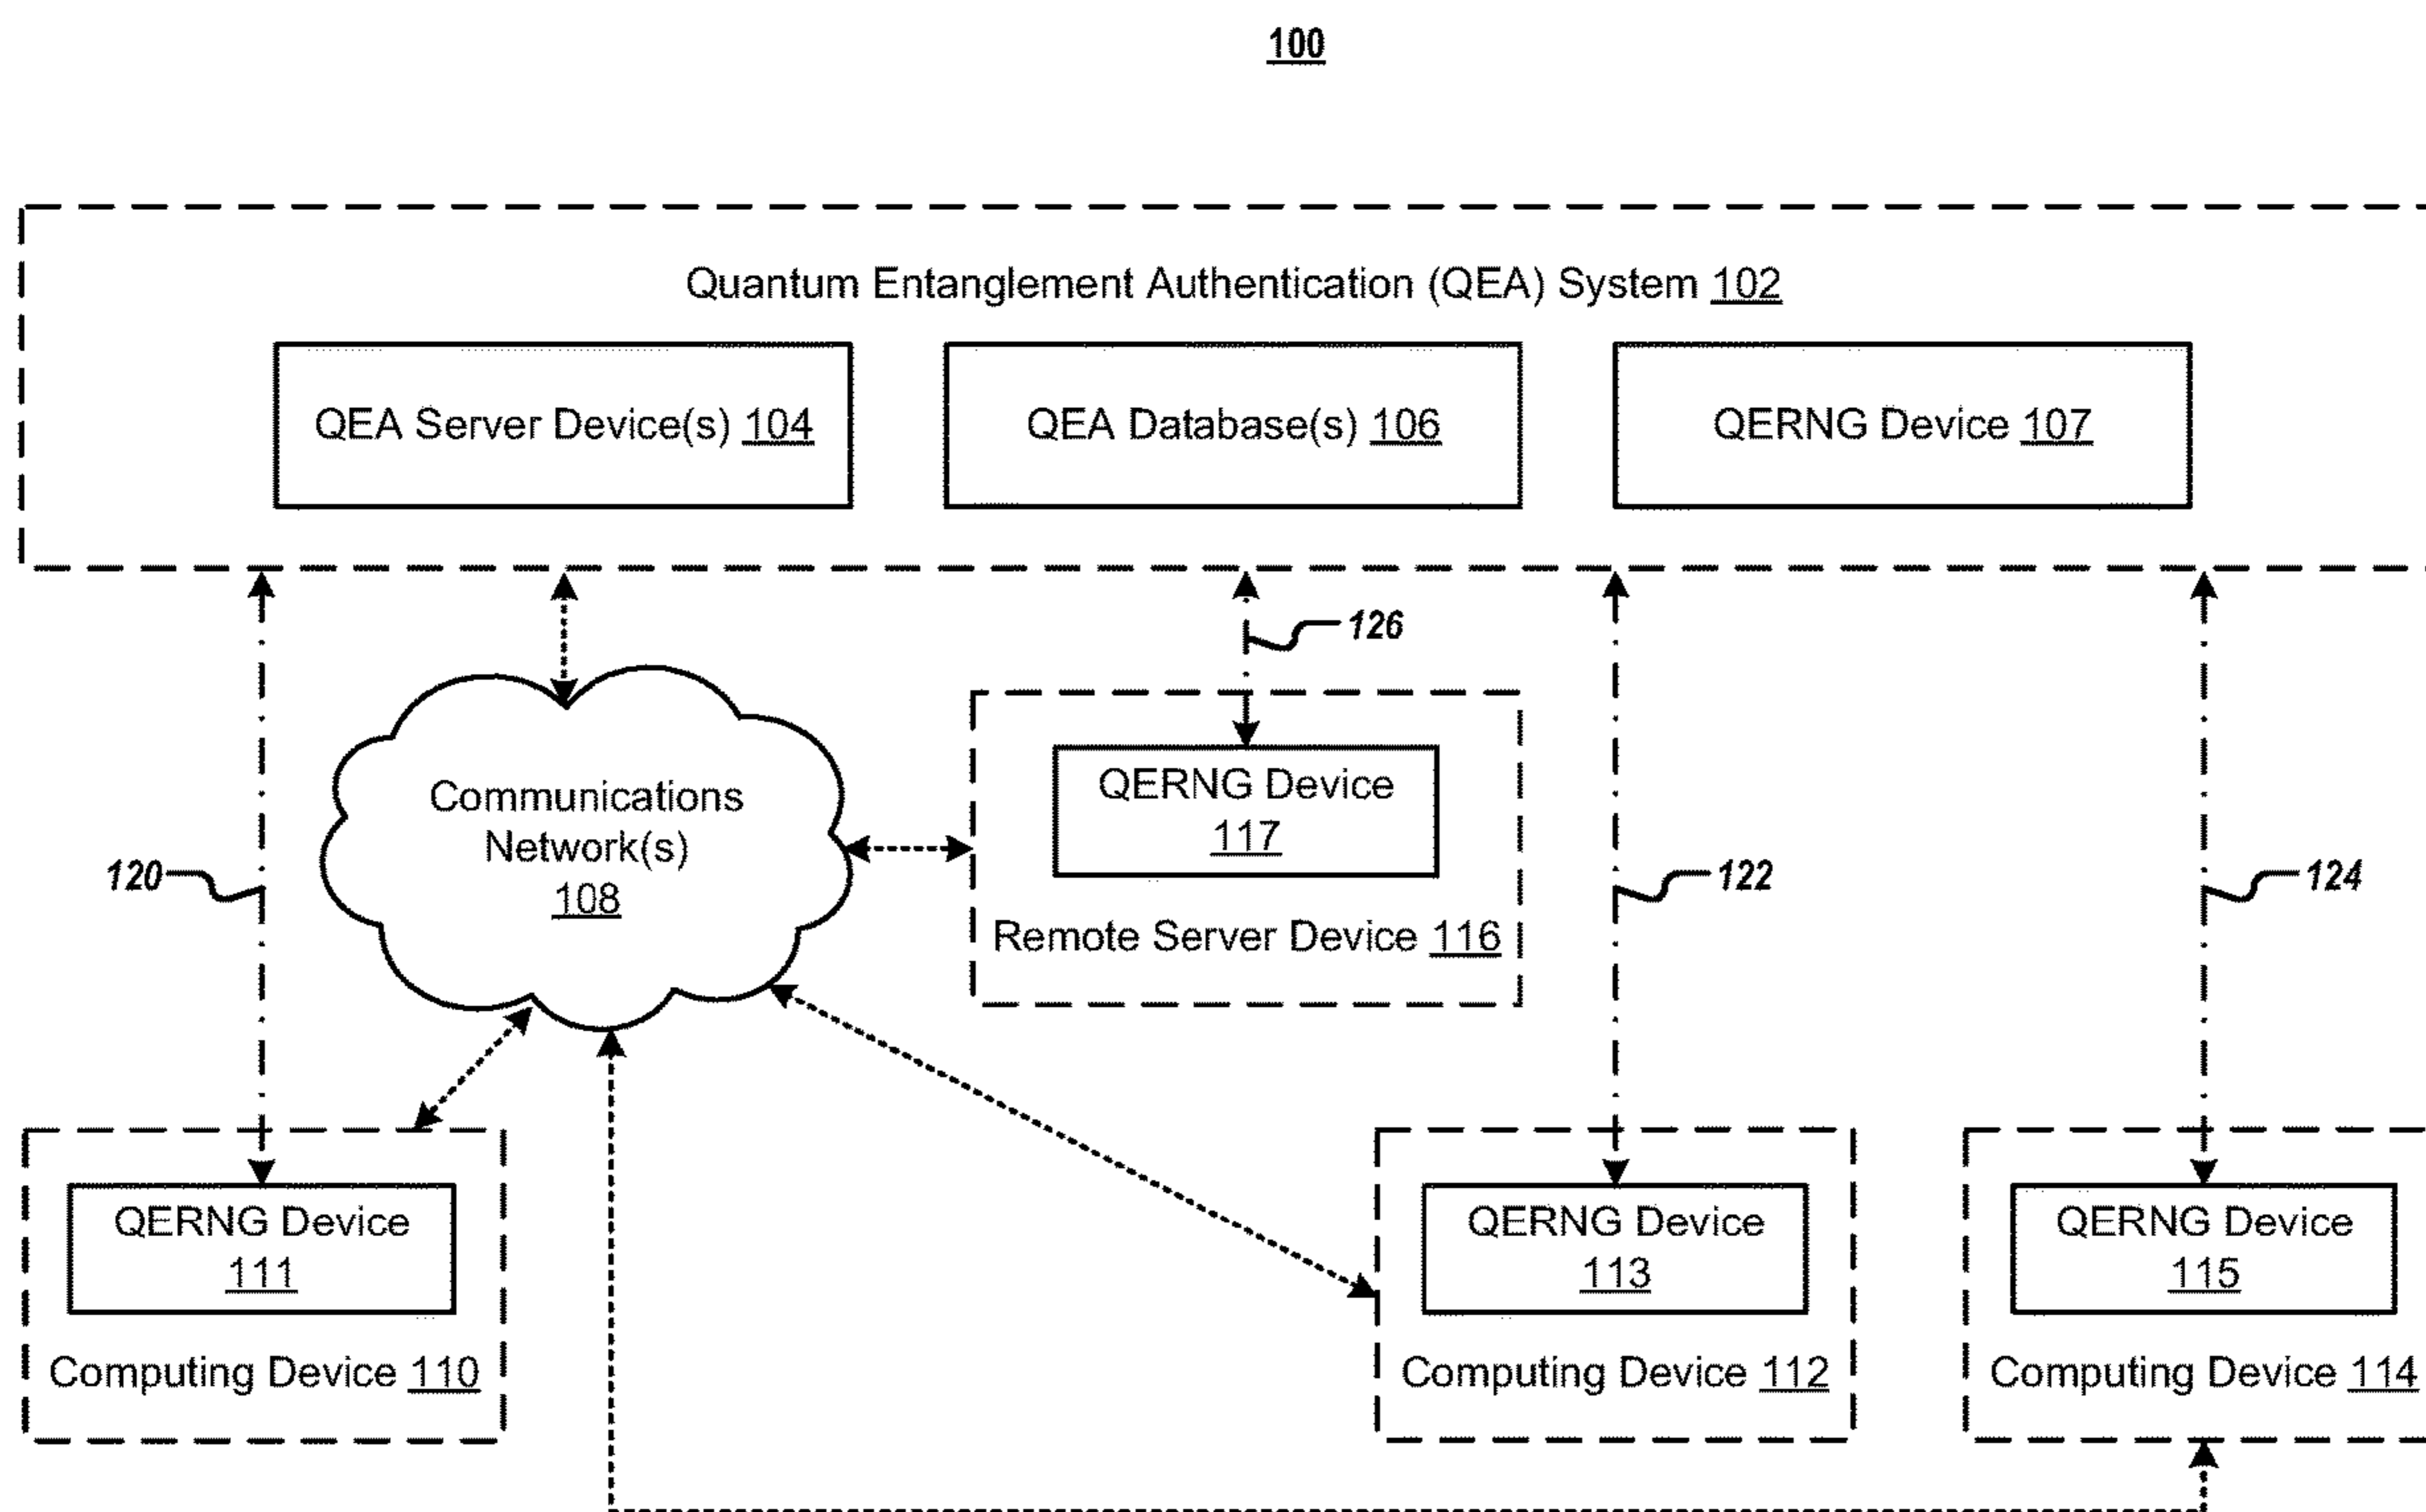 100
Quantum Entanglement Authentication (QEA) System 102
QEA Server Device(s) 104
QEA Database(s) 106
QERNG Device 107
126
Communications
Network(s)
108
QERNG Device
117
Remote Server Device 116
120
122
124
QERNG Device
111
Computing Device 110
QERNG Device
113
Computing Device 112
QERNG Device
115
Computing Device 114